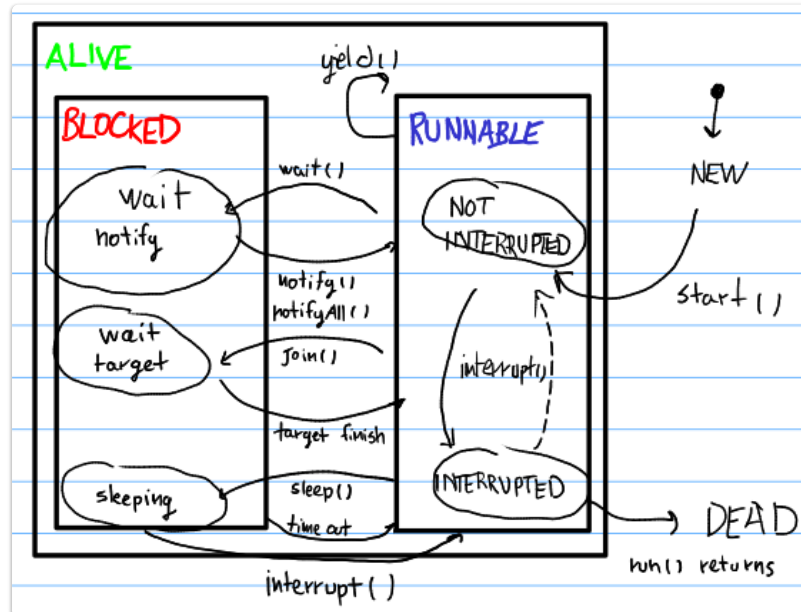 ALIVE
yield()
BLOCKED
RUNNABLE
wait()
wait
notify
NOT
INTERRUPTED
NEW
notify()
notifyAll()
start()
wait
target
Join()
interrupt()
target finish
sleeping
sleep()
time out
INTERRUPTED
DEAD
run() returns
interrupt()